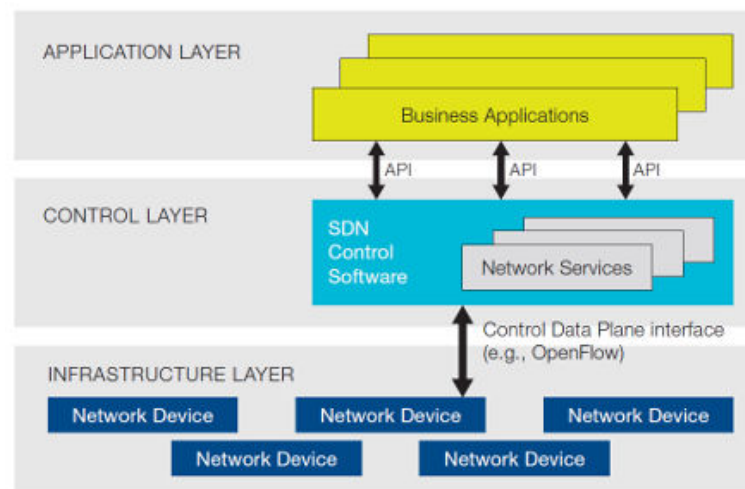 APPLICATION LAYER
Business Applications
API API API
CONTROL LAYER
SDN
Control
Software
Network Services
Control Data Plane interface
(e.g., OpenFlow)
INFRASTRUCTURE LAYER
Network Device Network Device Network Device
Network Device Network Device